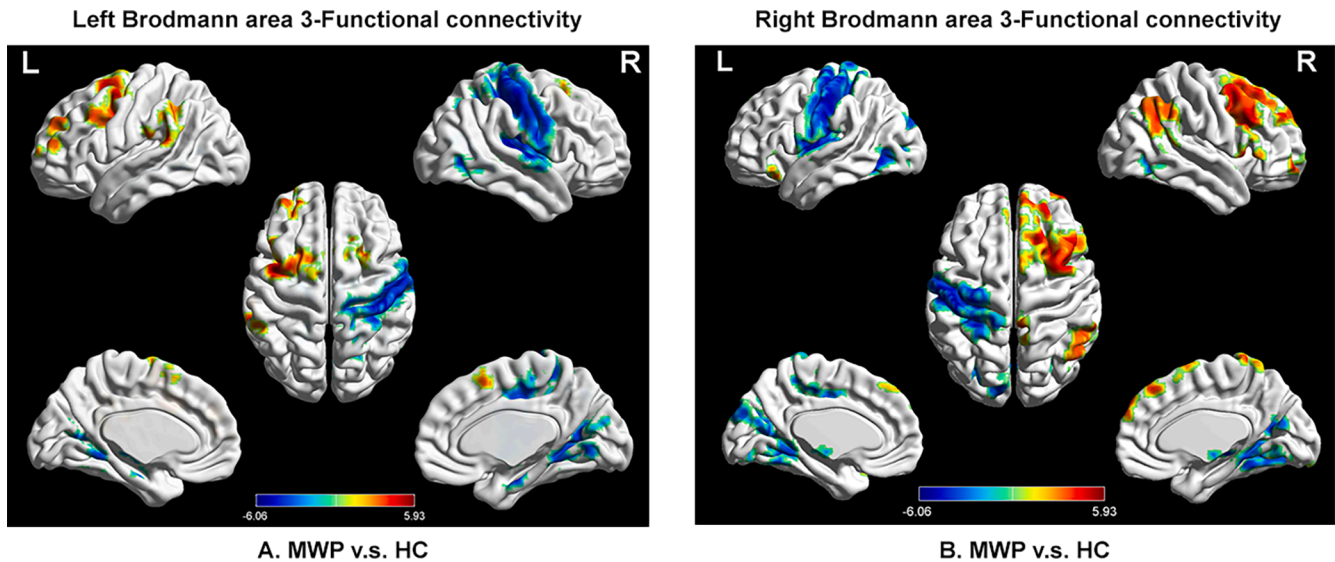 Left Brodmann area 3-Functional connectivity
L
R
-6.06
5.93
A. MWP v.s. HC
Right Brodmann area 3-Functional connectivity
L
R
-6.06
5.93
B. MWP v.s. HC